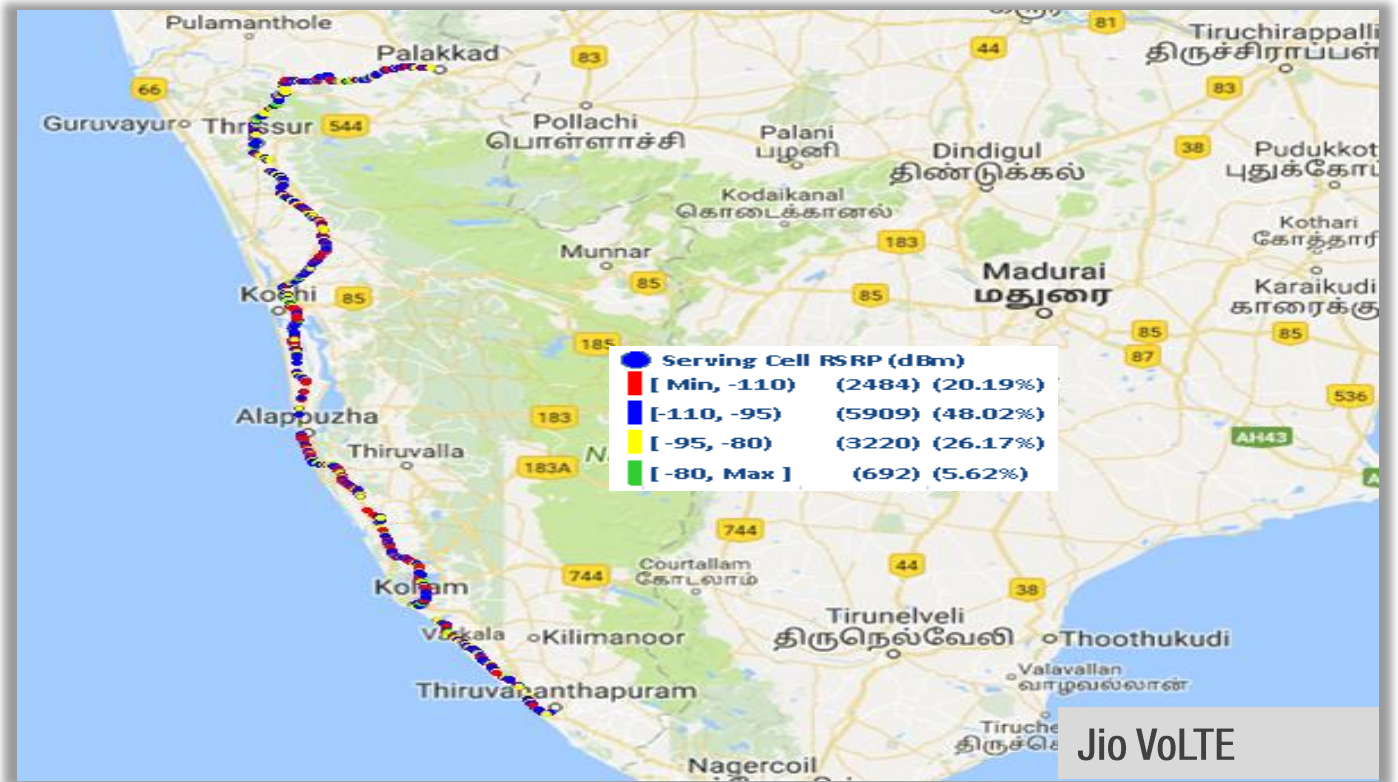 Pulamanthole
81
Palakkad
83
44
Tiruchirappalli
திருச்சிராப்பள்
66
83
Guruvayur
Thrissur
544
Pollachi
பொள்ளாச்சி
Palani
பழனி
Dindigul
திண்டுக்கல்
38
Pudukkot
புதுக்கோட்
Kodaikanal
கொடைக்கானல்
Kothari
கோத்தாரி
Munnar
183
85
Madurai
மதுரை
Karaikudi
காரைக்கு
Kochi
85
85
85
85
87
185
Serving Cell RSRP (dBm)
[ Min, -110) (2484) (20.19%)
[-110, -95) (5909) (48.02%)
[ -95, -80) (3220) (26.17%)
[ -80, Max ] (692) (5.62%)
536
Alappuzha
183
AH43
Thiruvalla
183A
744
Courtallam
744
44
38
Kollam
Tirunelveli
திருநெல்வேலி
Thoothukudi
Varkala
Kilimanoor
Valavallan
வாழவல்லான்
Thiruvananthapuram
Tiruche
திருச்செ
Jio VoLTE
Nagercoil